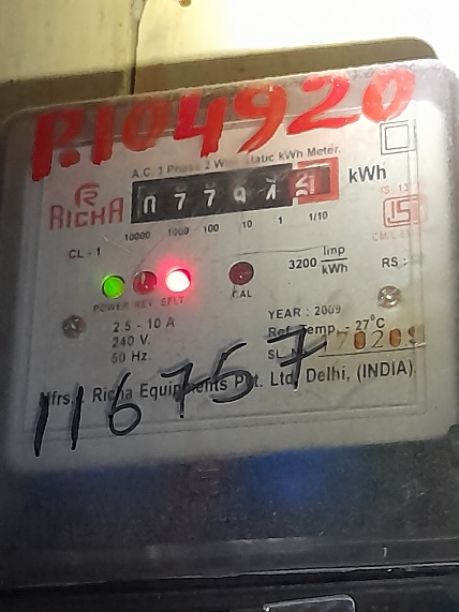 P.104920
A.C. 1 Phase 2 Wire Static kWh Meter.
kWh
RICHA
10000 1000 100 10 1 1/10
CL - 1
3200 Imp/kWh
RS :
POWER REV EFLT
CAL
YEAR : 2009
2.5 - 10 A
Ref. Temp. : 27°C
240 V.
50 Hz.
Mfrs.: Richa Equipments Pvt. Ltd. Delhi, (INDIA).
116757